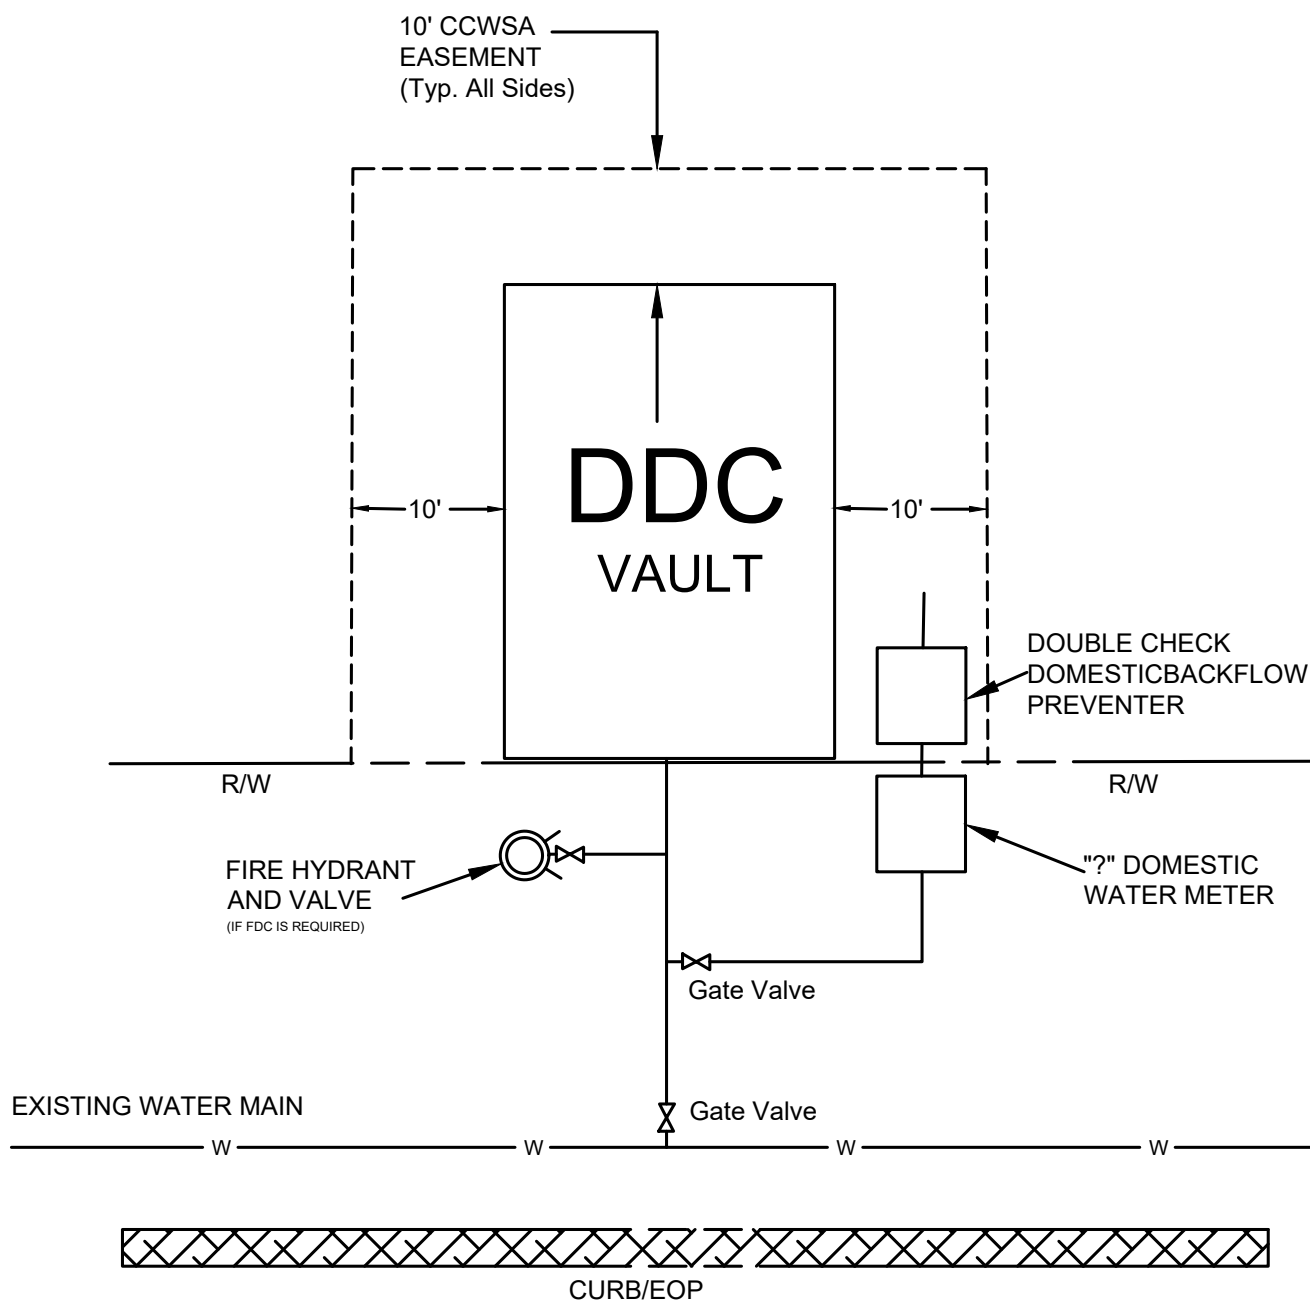 10' CCWSA
EASEMENT
(Typ. All Sides)
DDC
VAULT
10'
10'
DOUBLE CHECK
DOMESTICBACKFLOW
PREVENTER
R/W
R/W
FIRE HYDRANT
AND VALVE
(IF FDC IS REQUIRED)
"?" DOMESTIC
WATER METER
Gate Valve
EXISTING WATER MAIN
Gate Valve
W
W
W
W
CURB/EOP